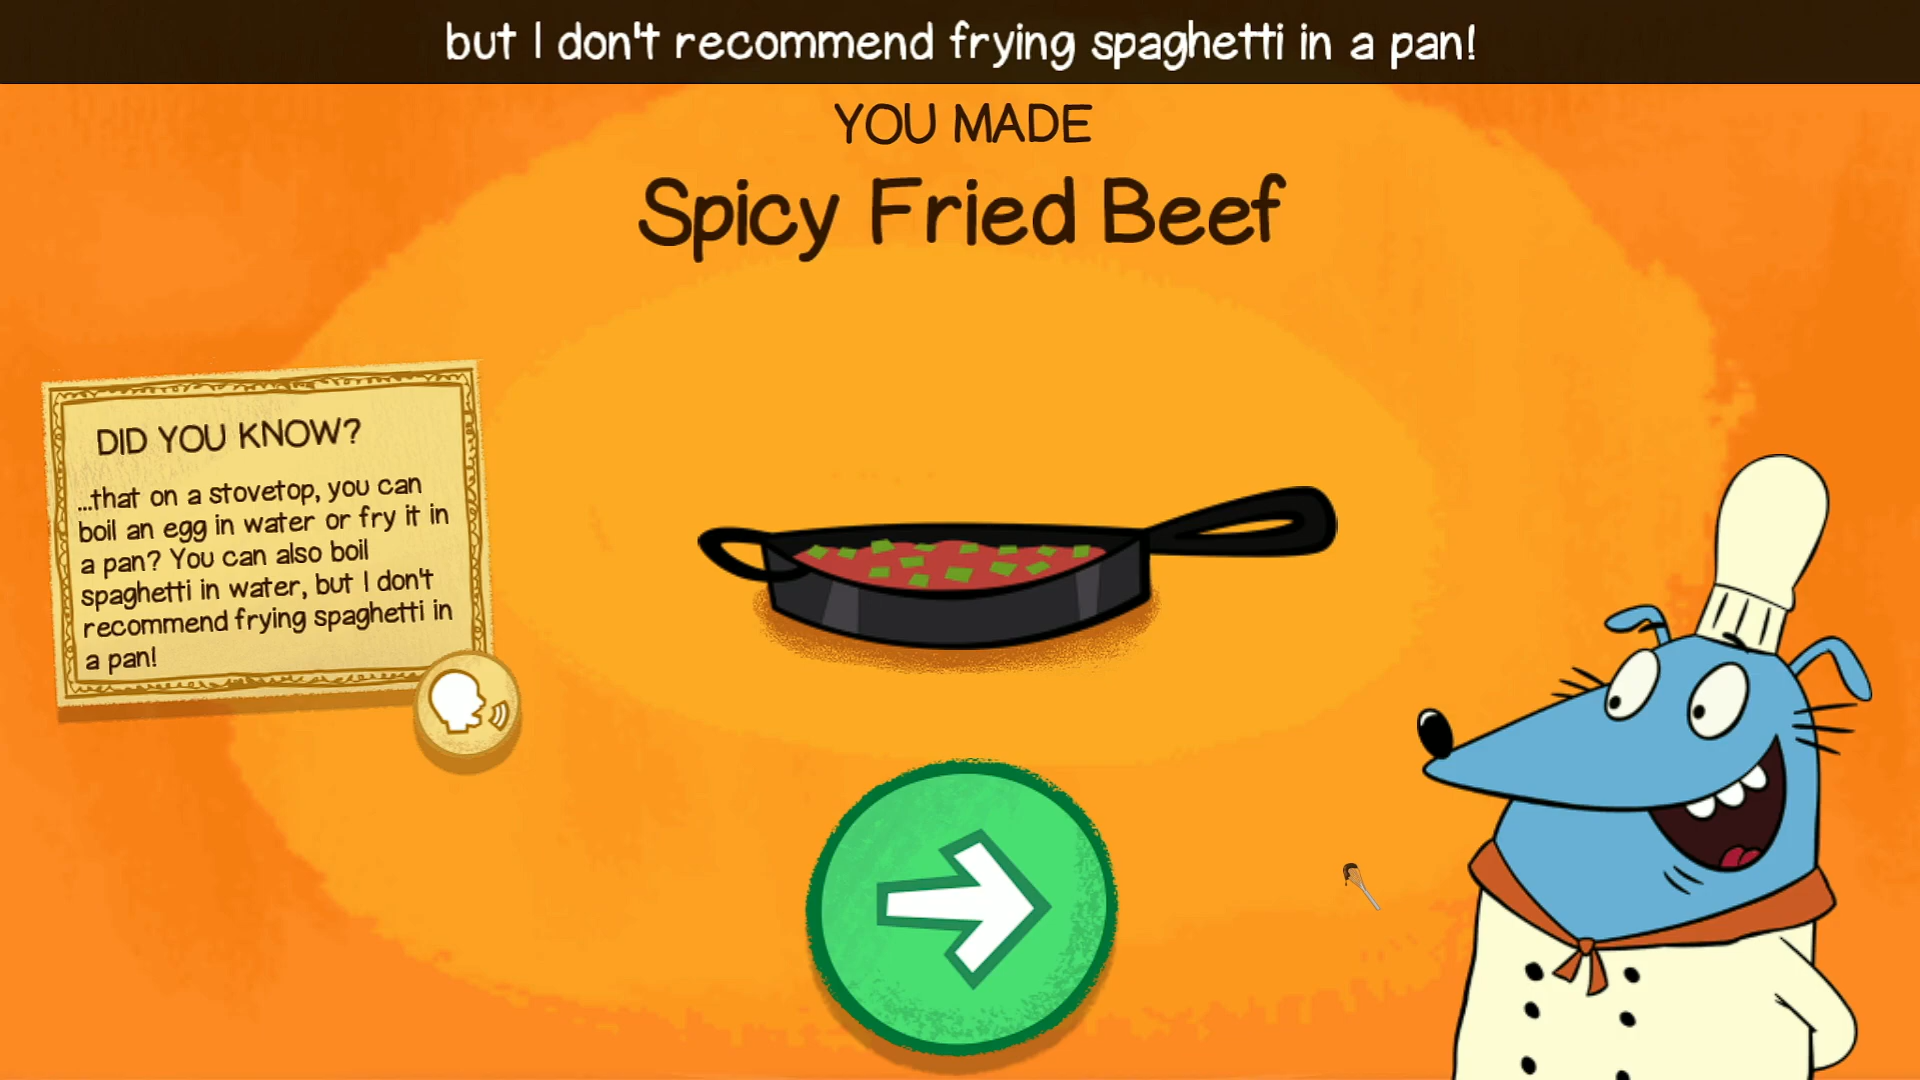 but I don't recommend frying spaghetti in a pan!
YOU MADE
Spicy Fried Beef
DID YOU KNOW?
...that on a stovetop, you can
boil an egg in water or fry it in
a pan? You can also boil
spaghetti in water, but I don't
recommend frying spaghetti in
a pan!